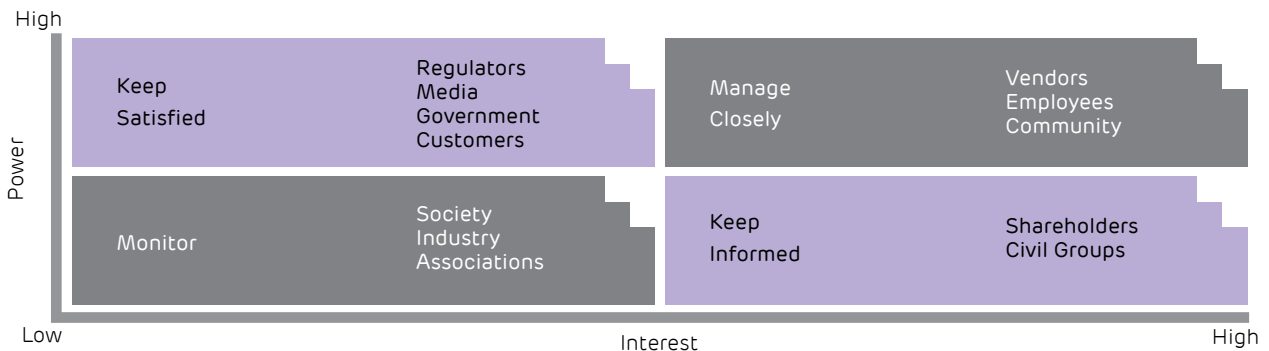 High
Keep
Satisfied
Regulators
Media
Government
Customers
Manage
Closely
Vendors
Employees
Community
Power
Monitor
Society
Industry
Associations
Keep
Informed
Shareholders
Civil Groups
Low
Interest
High